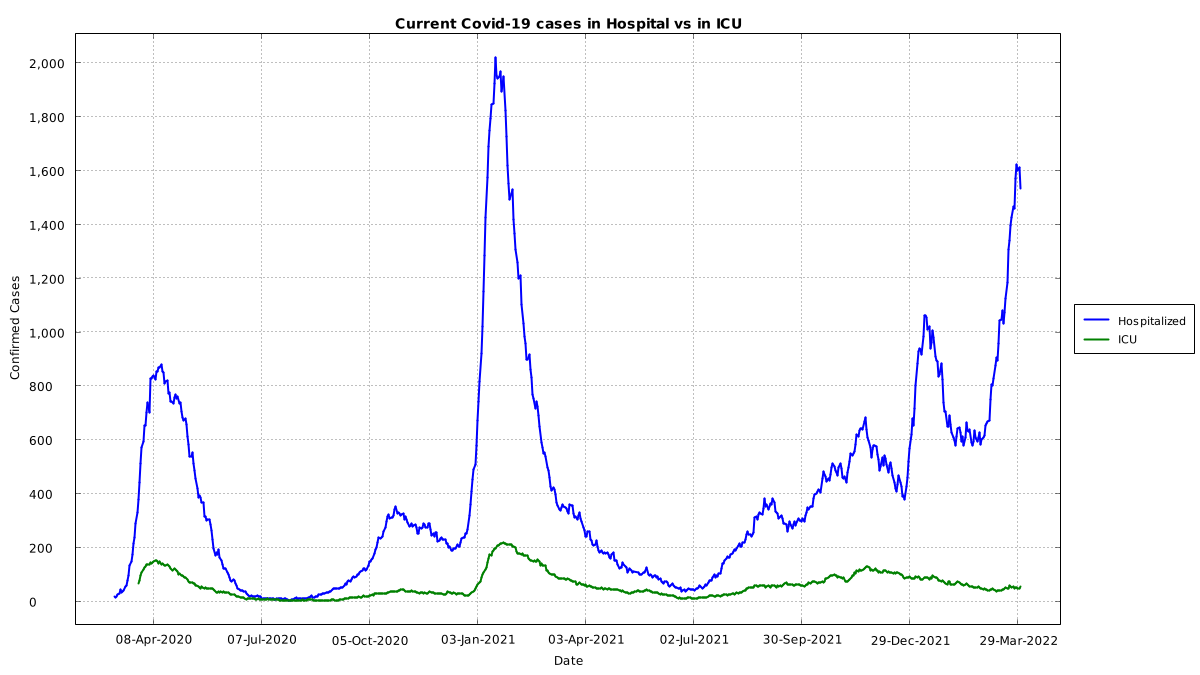 Current Covid-19 cases in Hospital vs in ICU
Confirmed Cases
2,000
1,800
1,600
1,400
1,200
1,000
800
600
400
200
0
08-Apr-2020 07-Jul-2020 05-Oct-2020 03-Jan-2021 03-Apr-2021 02-Jul-2021 30-Sep-2021 29-Dec-2021 29-Mar-2022
Date
Hospitalized
ICU